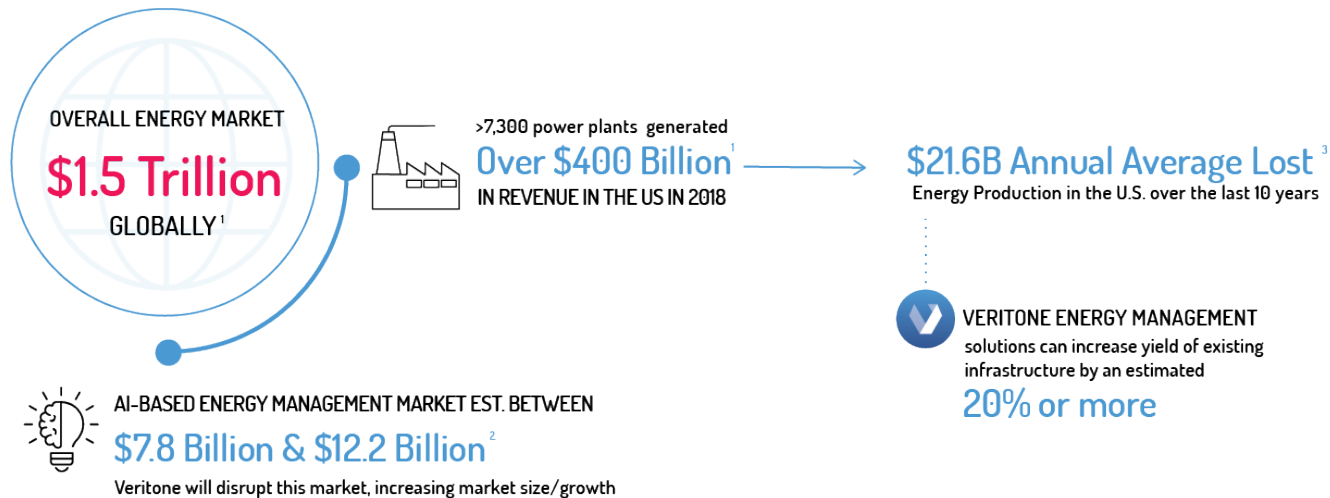 OVERALL ENERGY MARKET
$1.5 Trillion
GLOBALLY 1
>7,300 power plants generated
Over $400 Billion 1
IN REVENUE IN THE US IN 2018
$21.6B Annual Average Lost 3
Energy Production in the U.S. over the last 10 years
VERITONE ENERGY MANAGEMENT
solutions can increase yield of existing
infrastructure by an estimated
20% or more
AI-BASED ENERGY MANAGEMENT MARKET EST. BETWEEN
$7.8 Billion & $12.2 Billion 2
Veritone will disrupt this market, increasing market size/growth